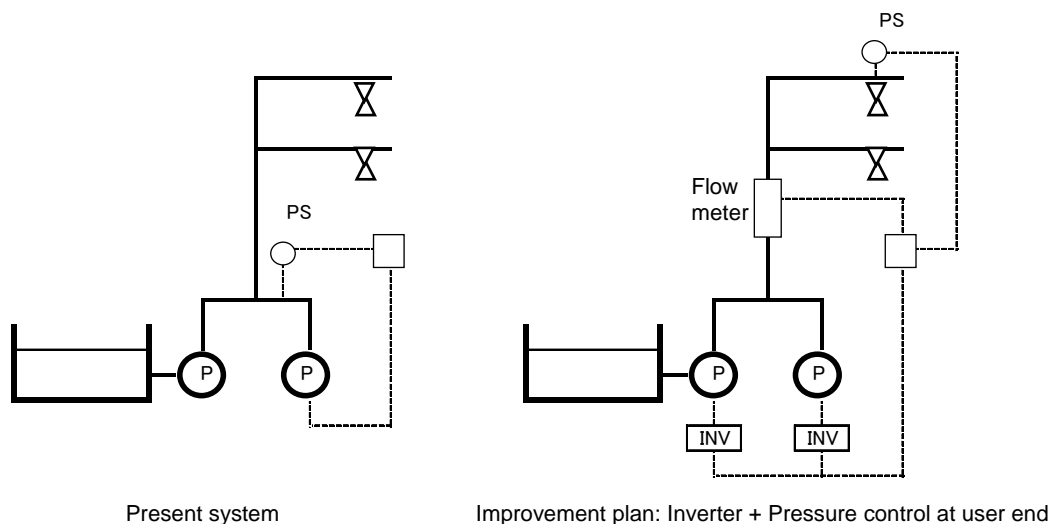 PS
PS
Flow
meter
P
P
P
P
INV
INV
Present system
Improvement plan: Inverter + Pressure control at user end